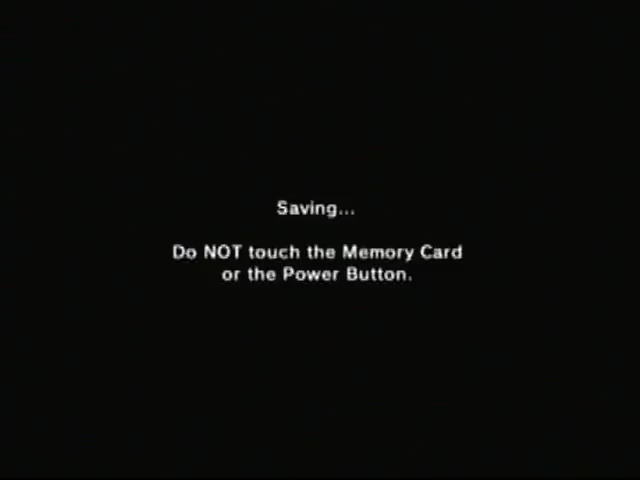 Saving...
Do NOT touch the Memory Card
or the Power Button.